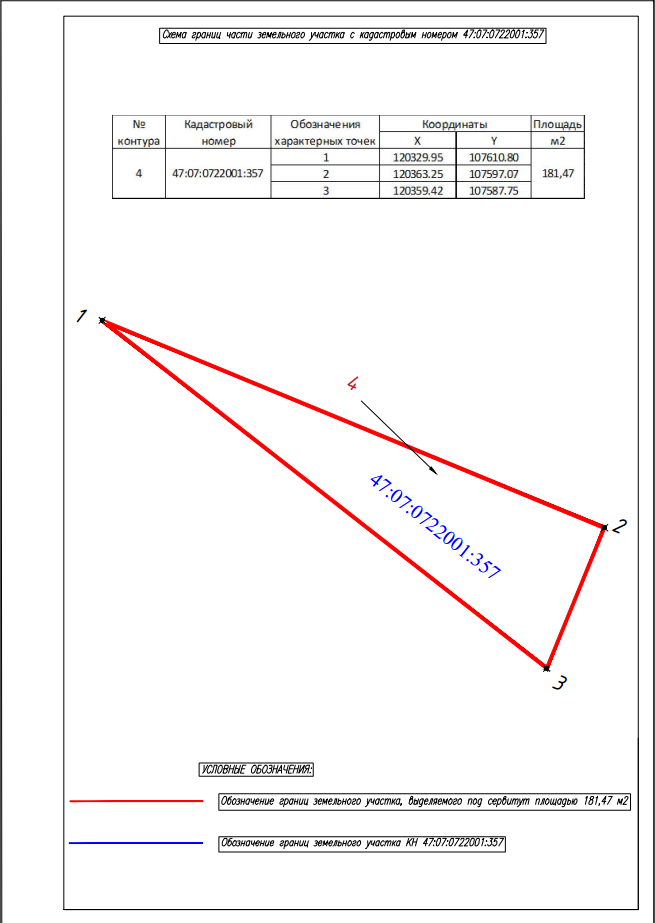 Схема границ части земельного участка с кадастровым номером 47:07:0722001:357
№ контура Кадастровый номер Обозначения характерных точек Координаты Площадь м2
X Y
4 47:07:0722001:357 181,47
1 120329.95 107610.80
2 120363.25 107597.07
3 120359.42 107587.75
1
4
47:07:0722001:357
2
3
УСЛОВНЫЕ ОБОЗНАЧЕНИЯ:
Обозначение границ земельного участка, выделяемого под сервитут площадью 181,47 м2
Обозначение границ земельного участка КН 47:07:0722001:357